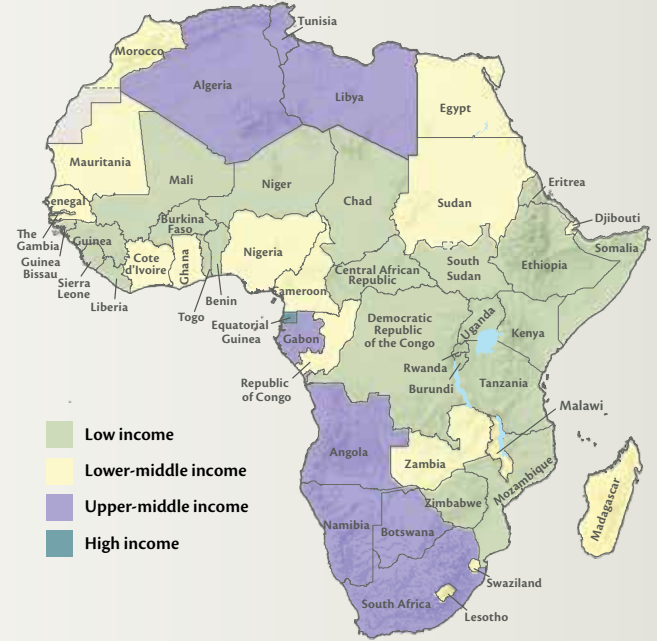 Tunisia
Morocco
Algeria
Libya
Egypt
Mauritania
Mali
Niger
Chad
Sudan
Eritrea
Senegal
Djibouti
The
Gambia
Guinea
Bissau
Guinea
Burkina
Faso
Nigeria
Somalia
Ethiopia
Sierra
Leone
Cote
d'Ivoire
Ghana
Central African
Republic
South
Sudan
Liberia
Togo
Benin
Cameroon
Equatorial
Guinea
Gabon
Democratic
Republic
of the Congo
Uganda
Kenya
Rwanda
Burundi
Tanzania
Republic
of Congo
Malawi
Low income
Lower-middle income
Upper-middle income
High income
Angola
Zambia
Mozambique
Madagascar
Zimbabwe
Namibia
Botswana
Swaziland
South Africa
Lesotho